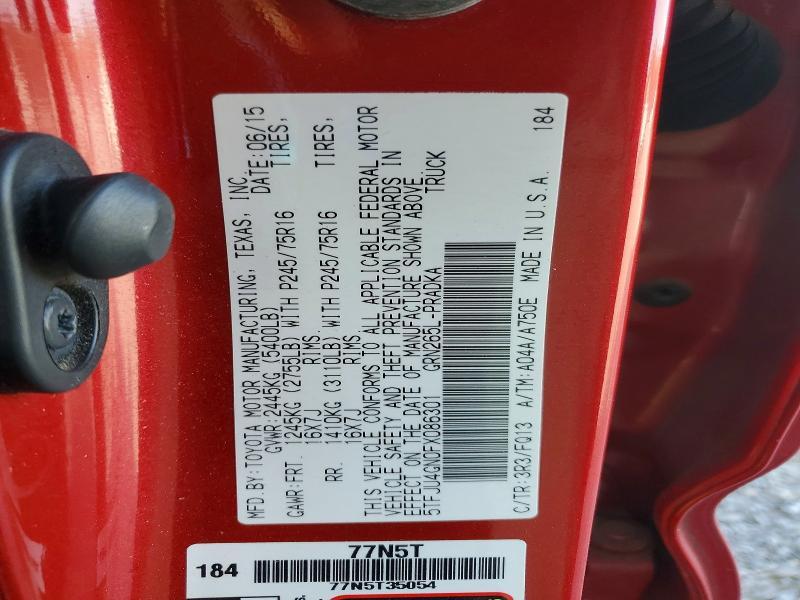 MFD.BY:TOYOTA MOTOR MANUFACTURING, TEXAS, INC.
GVWR:2445KG (5400LB) DATE:06/15
GAWR:FRT. 1245KG (2755LB) WITH P245/75R16 TIRES,
16X7J RIMS,
RR. 1410KG (3110LB) WITH P245/75R16 TIRES,
16X7J RIMS
THIS VEHICLE CONFORMS TO ALL APPLICABLE FEDERAL MOTOR
VEHICLE SAFETY AND THEFT PREVENTION STANDARDS IN
EFFECT ON THE DATE OF MANUFACTURE SHOWN ABOVE.
5TFJU4GN0FX086301 GRN265L-PRADKA TRUCK
C/TR:3R3/FQ13 A/TM:A04A/A750E MADE IN U.S.A. 184
77N5T
184
77N5T35054